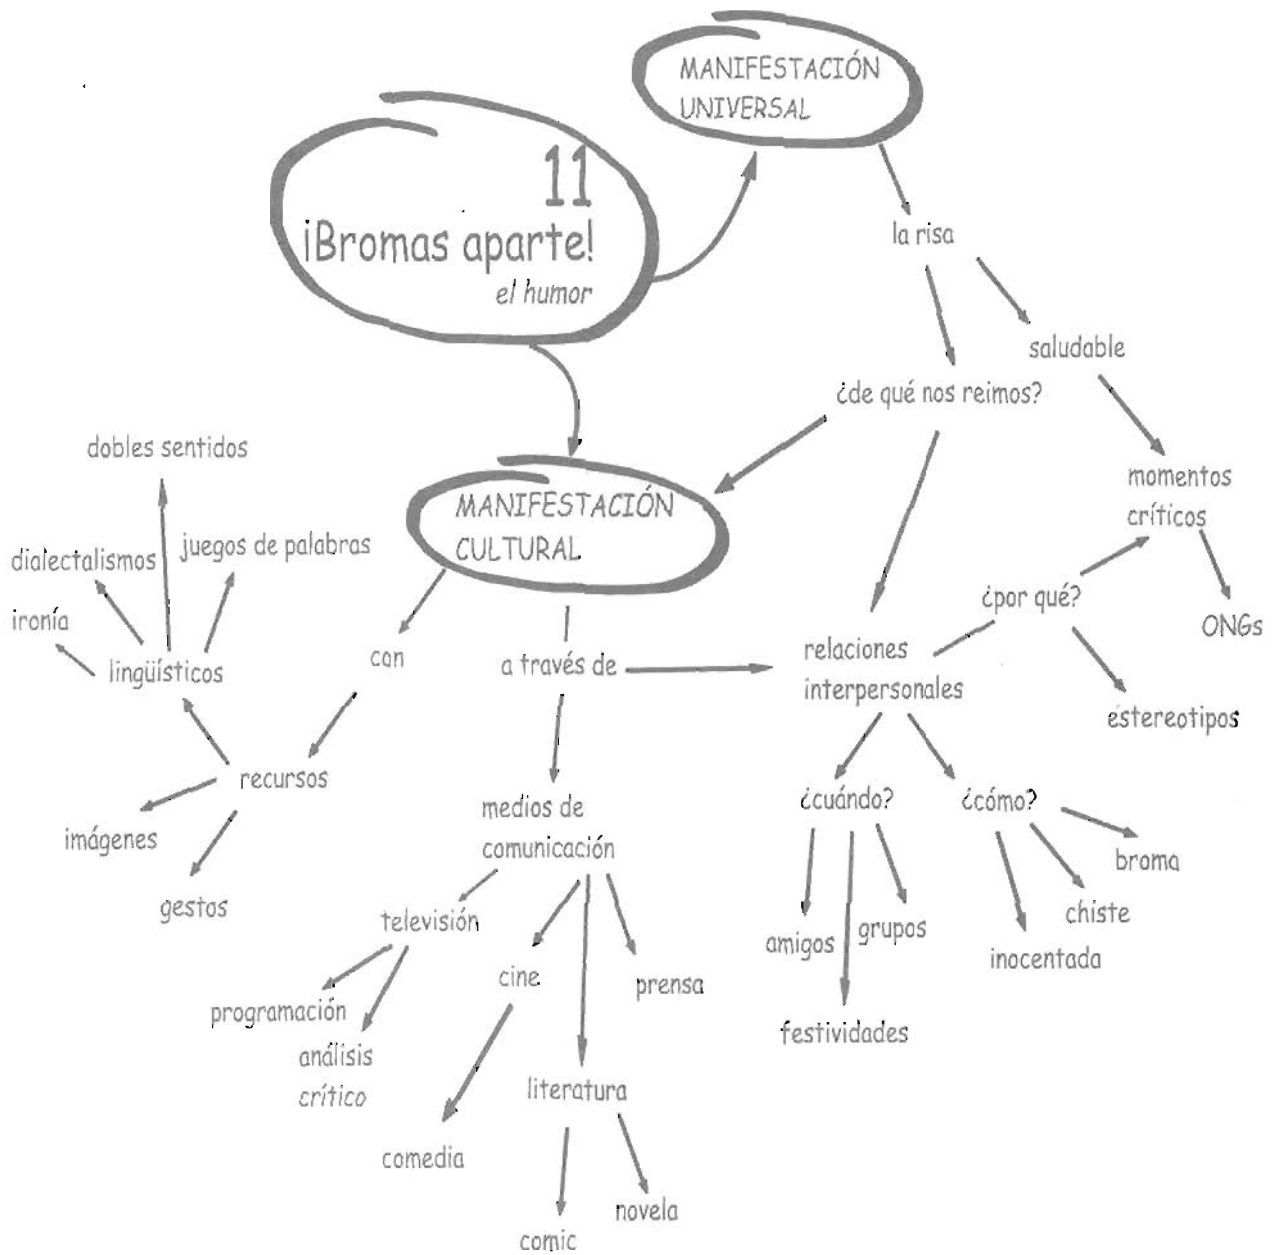 MANIFESTACIÓN
UNIVERSAL
11
¡Bromas aparte!
el humor
la risa
saludable
¿de qué nos reimos?
momentos
críticos
ONGs
MANIFESTACIÓN
CULTURAL
dobles sentidos
juegos de palabras
dialectalismos
ironía
lingüísticos
con
a través de
relaciones
interpersonales
¿por qué?
estereotipos
recursos
imágenes
gestos
medios de
comunicación
¿cuándo?
¿cómo?
broma
chiste
inocentada
amigos
grupos
festividades
televisión
programación
análisis
crítico
cine
prensa
comedia
literatura
comic
novela